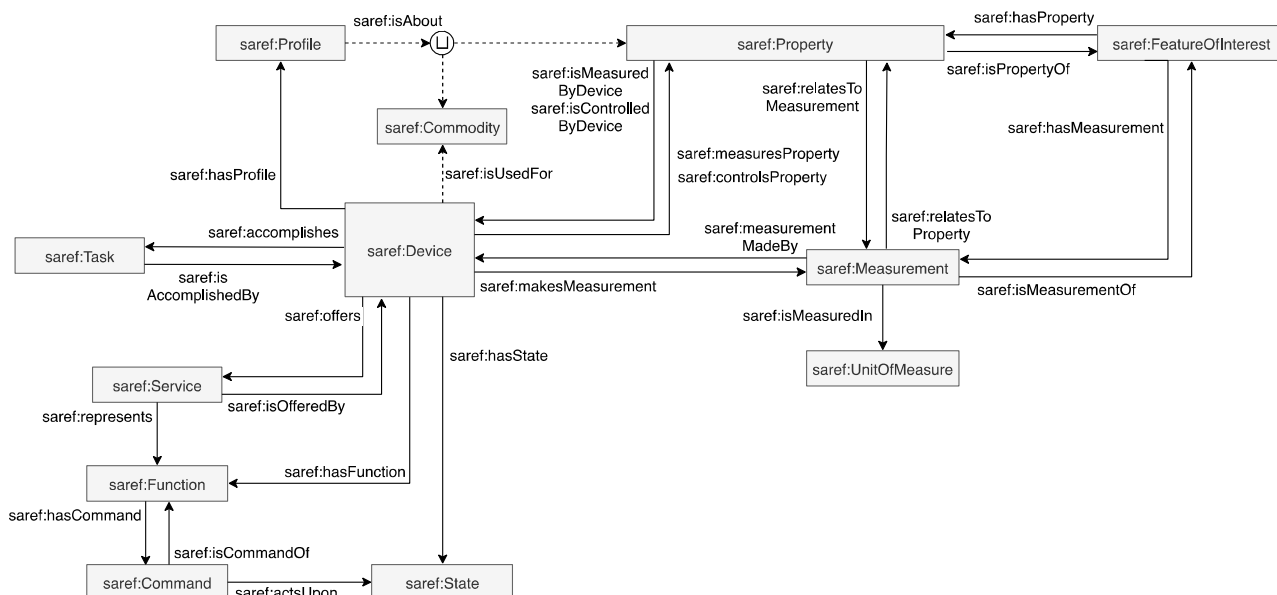 saref:isAbout
saref:hasProperty
saref:Profile
⊔
saref:Property
saref:FeatureOfInterest
saref:isMeasured
ByDevice
saref:isControlled
ByDevice
saref:relatesTo
Measurement
saref:isPropertyOf
saref:Commodity
saref:hasMeasurement
saref:measuresProperty
saref:controlsProperty
saref:hasProfile
saref:isUsedFor
saref:accomplishes
saref:Device
saref:measurement
MadeBy
saref:relatesTo
Property
saref:Task
saref:Measurement
saref:is
AccomplishedBy
saref:makesMeasurement
saref:isMeasurementOf
saref:offers
saref:isMeasuredIn
saref:hasState
saref:UnitOfMeasure
saref:Service
saref:isOfferedBy
saref:represents
saref:hasFunction
saref:Function
saref:hasCommand
saref:isCommandOf
saref:Command
saref:State
saref:actsUpon